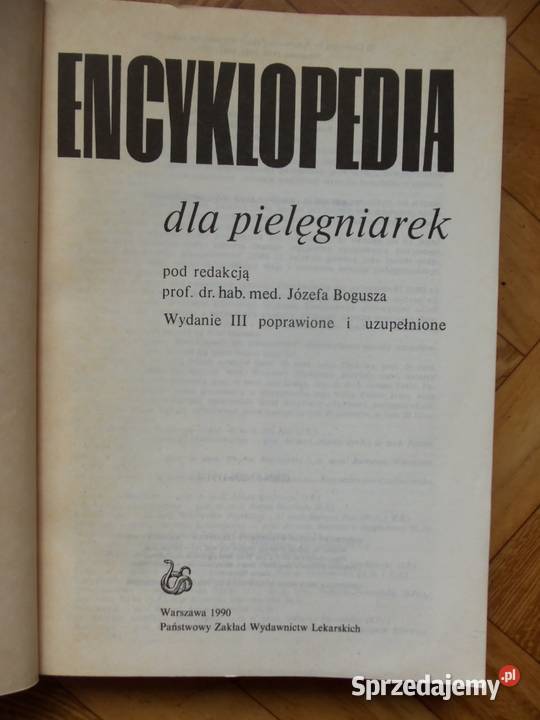 ENCYKLOPEDIA
dla pielęgniarek
pod redakcją
prof. dr. hab. med. Józefa Bogusza
Wydanie III poprawione i uzupełnione
Warszawa 1990
Państwowy Zakład Wydawnictw Lekarskich
Sprzedajemy.pl